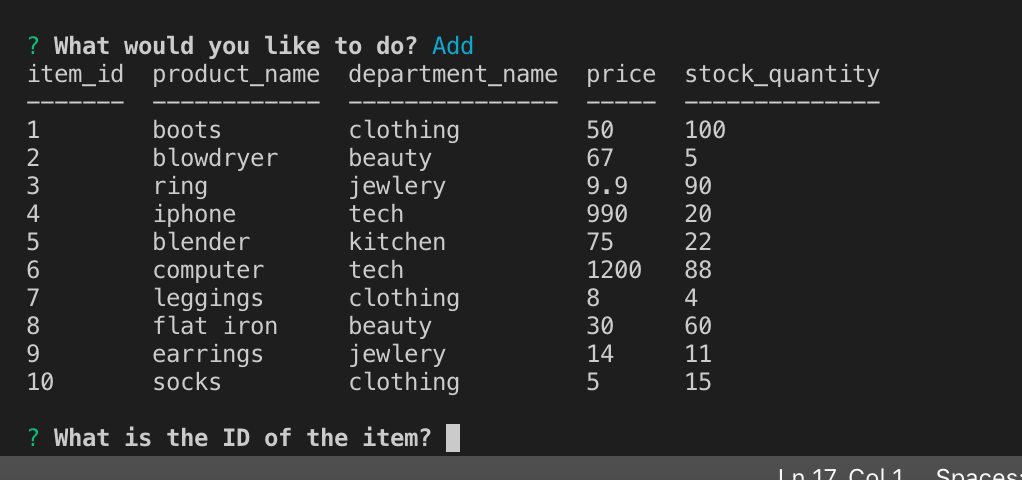 ? What would you like to do? Add
item_id  product_name  department_name  price  stock_quantity
-------  ------------  ---------------  -----  --------------
1        boots         clothing         50     100
2        blowdryer     beauty           67     5
3        ring          jewlery          9.9    90
4        iphone        tech             990    20
5        blender       kitchen          75     22
6        computer      tech             1200   88
7        leggings      clothing         8      4
8        flat iron     beauty           30     60
9        earrings      jewlery          14     11
10       socks         clothing         5      15
? What is the ID of the item?
Ln 17, Col 1 Spaces: